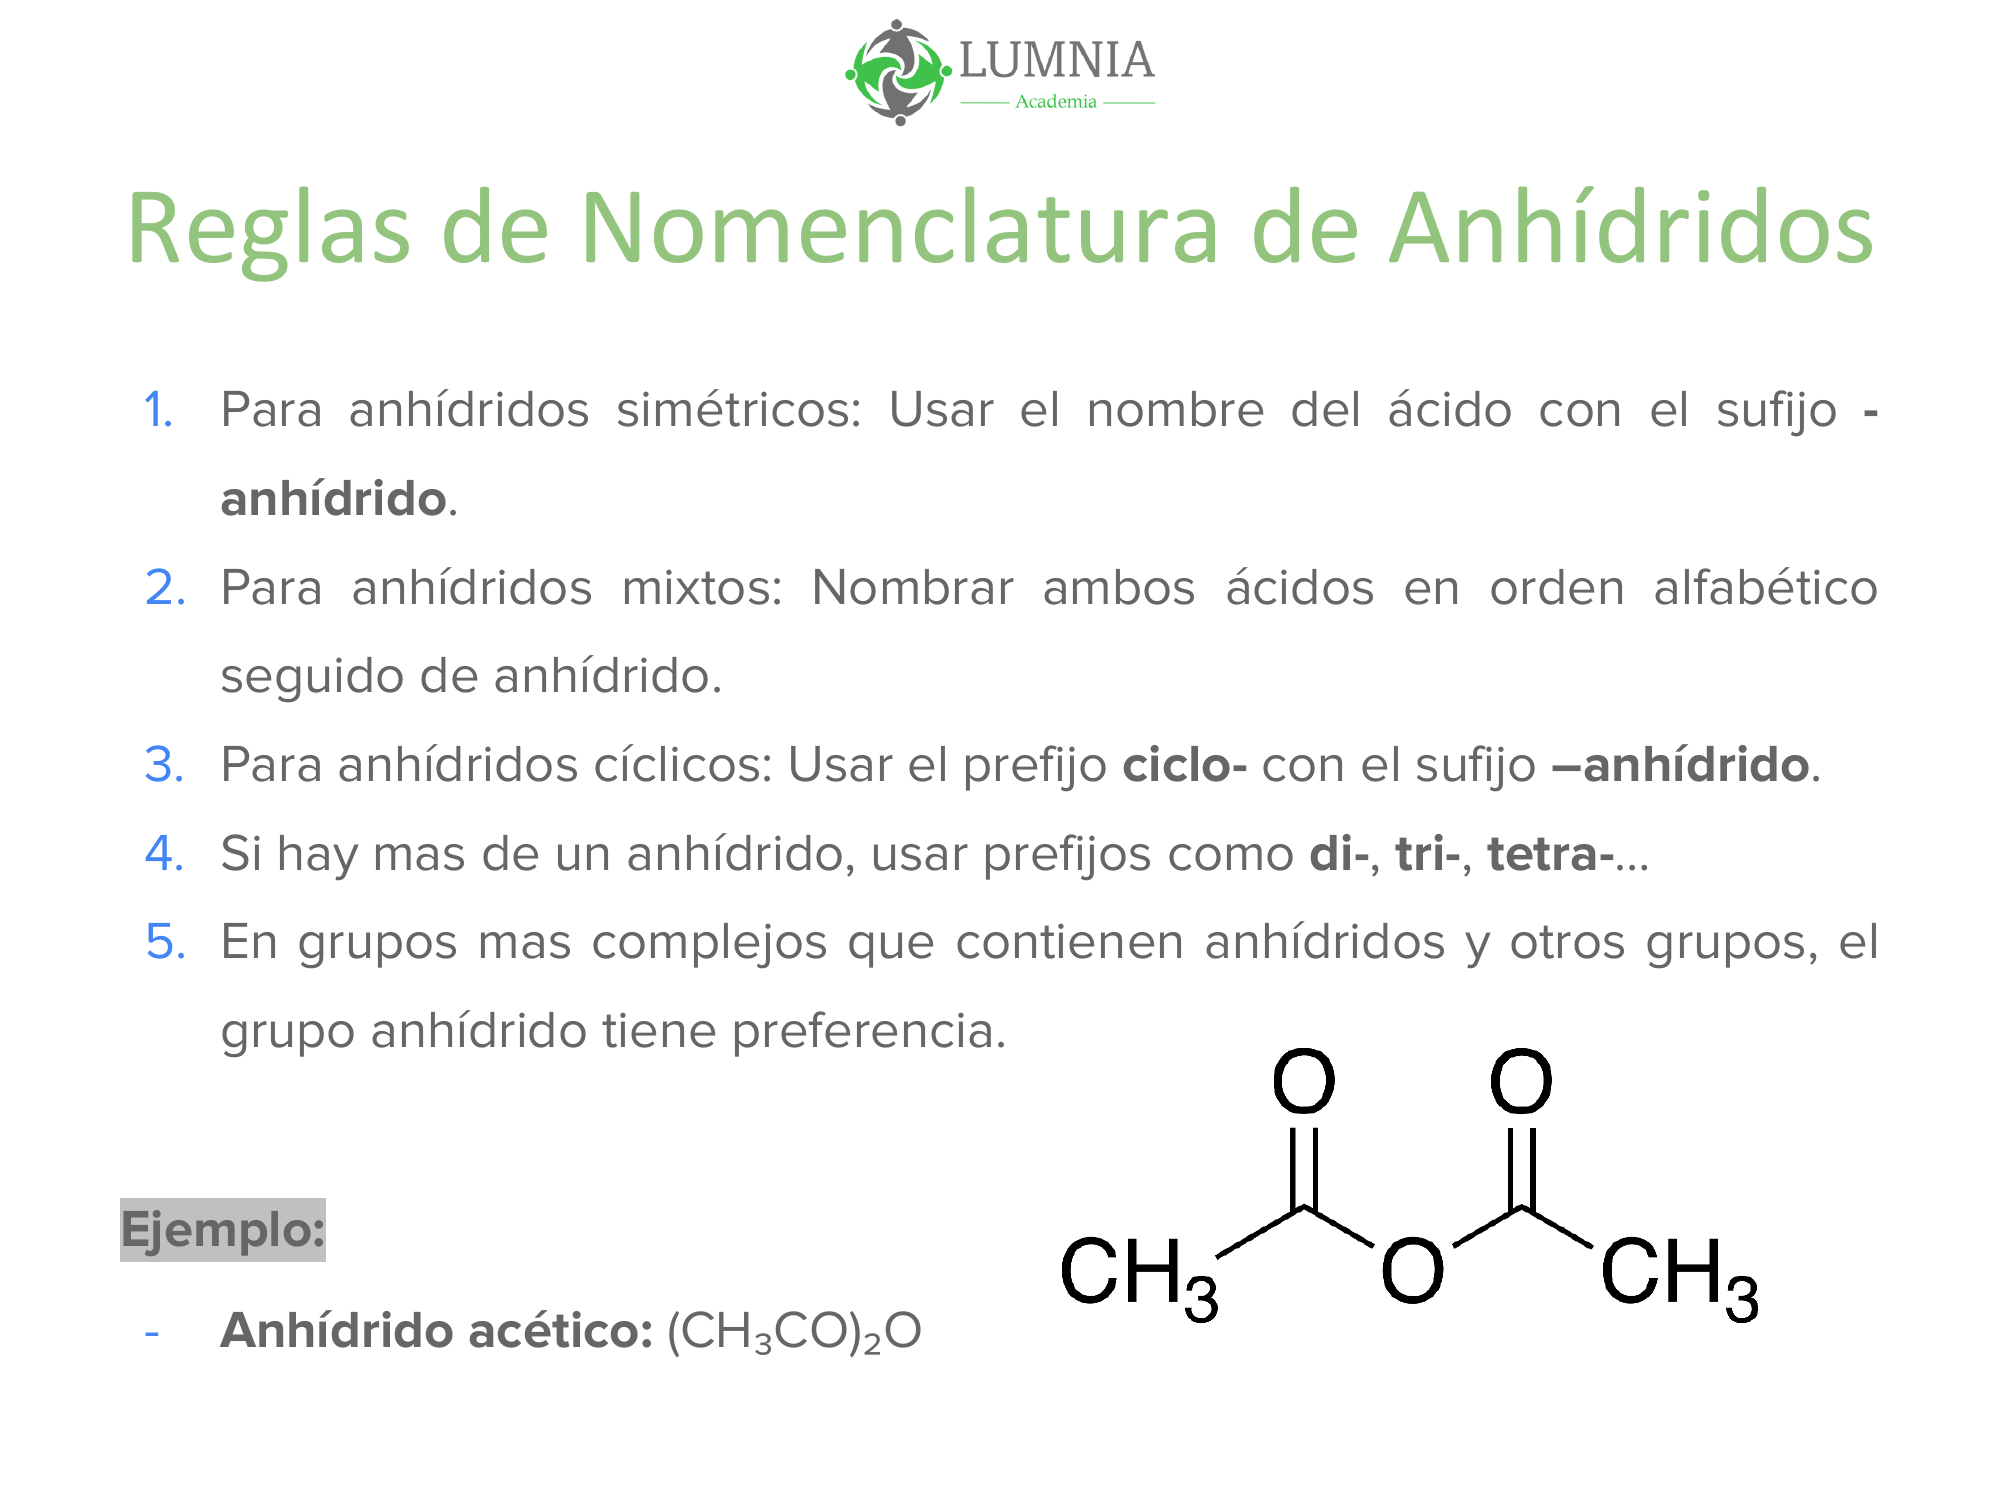 LUMNIA
Academia
Reglas de Nomenclatura de Anhídridos
1. Para anhídridos simétricos: Usar el nombre del ácido con el sufijo -
anhídrido.
2. Para anhídridos mixtos: Nombrar ambos ácidos en orden alfabético
seguido de anhídrido.
3. Para anhídridos cíclicos: Usar el prefijo ciclo- con el sufijo –anhídrido.
4. Si hay mas de un anhídrido, usar prefijos como di-, tri-, tetra-...
5. En grupos mas complejos que contienen anhídridos y otros grupos, el
grupo anhídrido tiene preferencia.
O O
CH₃ O CH₃
Ejemplo:
- Anhídrido acético: (CH₃CO)₂O